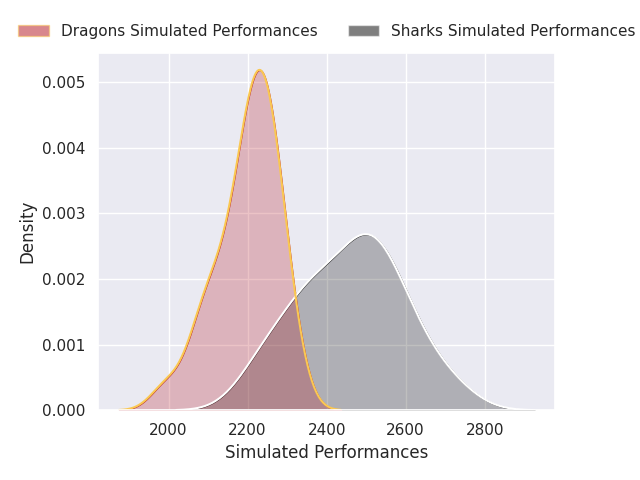 Dragons Simulated Performances
Sharks Simulated Performances
0.005
0.004
0.003
0.002
0.001
0.000
Density
2000
2200
2400
2600
2800
Simulated Performances